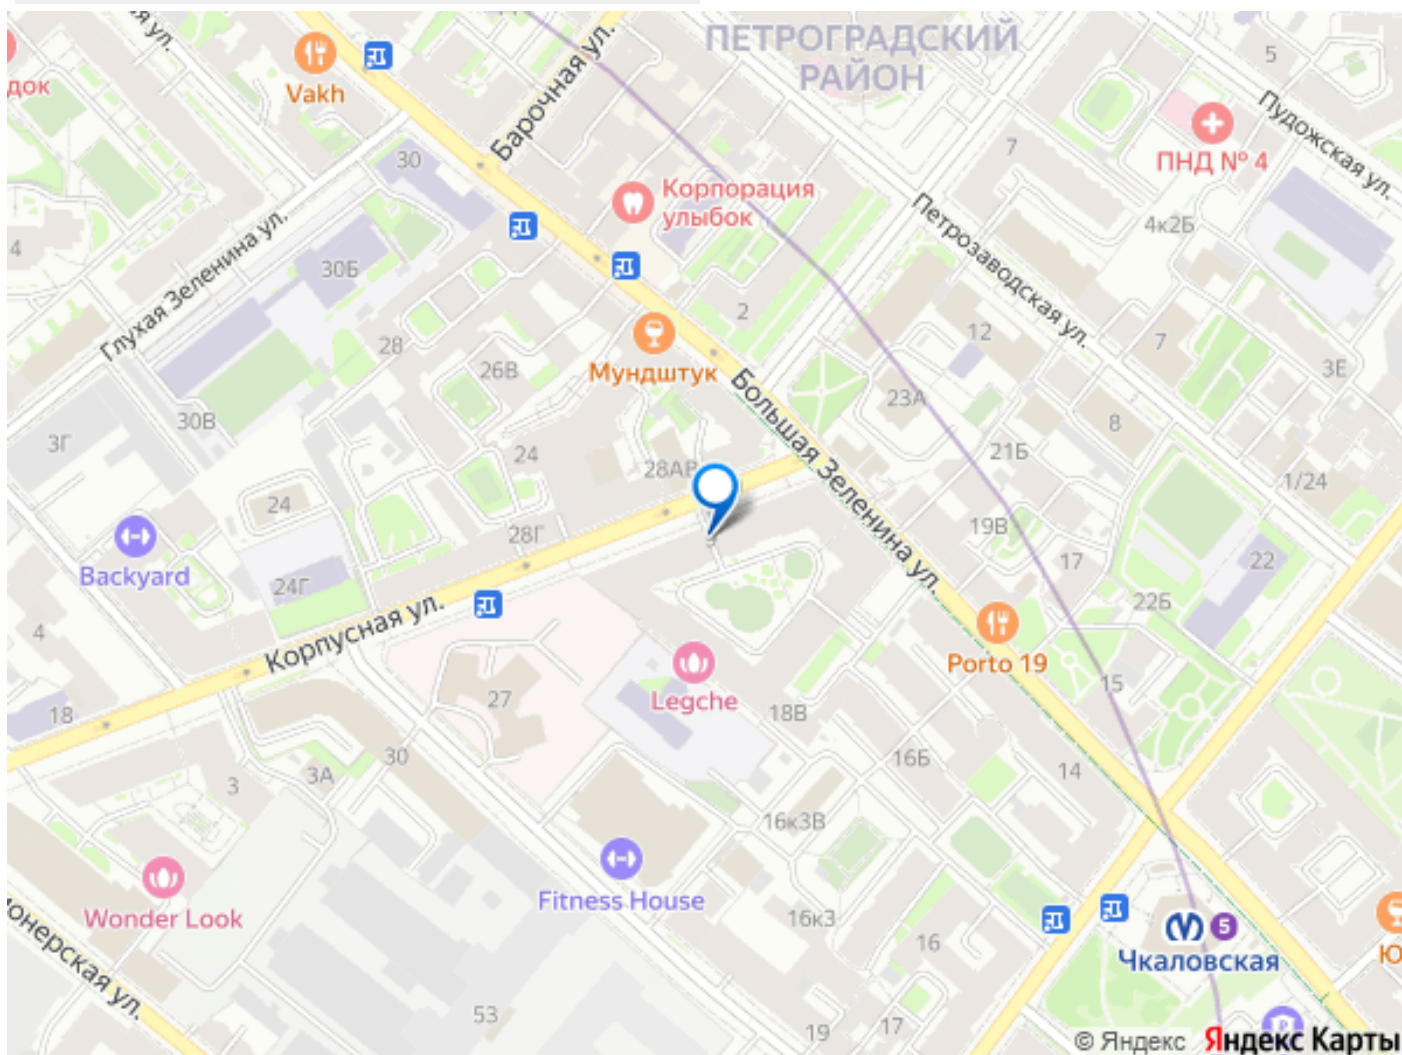 ПЕТРОГРАДСКИЙ
РАЙОН
5
Vakh
док
Барочная ул.
Пудожская ул.
ПНД № 4
30
7
Корпорация
улыбок
Петрозаводская ул.
4к2Б
4
Глухая Зеленина ул.
30Б
2
12
7
28
26В
Мундштук
3Е
Большая Зеленина ул.
23А
30В
8
3Г
24
28АВ
21Б
1/24
24
28Г
19В
17
22
Backyard
24Г
22Б
4
Корпусная ул.
Porto 19
15
27
Legche
18В
18
16Б
14
30
3А
3
16к3В
Fitness House
Wonder Look
16к3
16
5
Чкаловская
53
19
17
© Яндекс Яндекс Карты